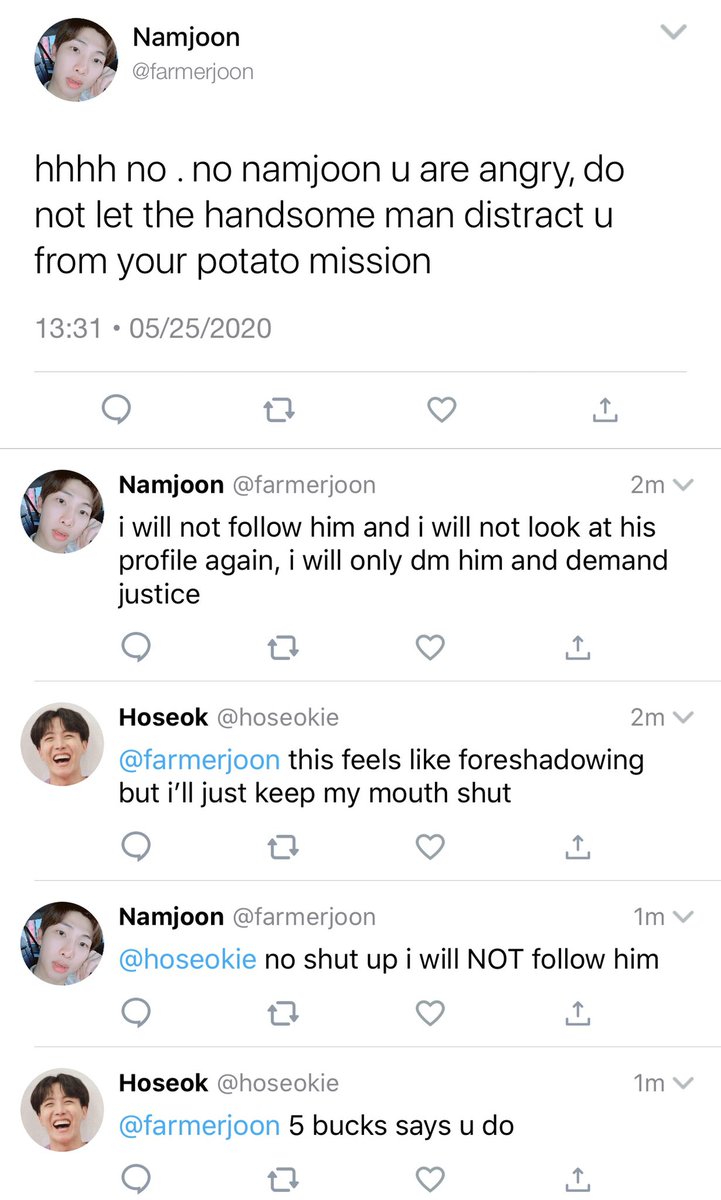 Namjoon
@farmerjoon
hhhh no . no namjoon u are angry, do
not let the handsome man distract u
from your potato mission
13:31 • 05/25/2020
Namjoon @farmerjoon 2m
i will not follow him and i will not look at his
profile again, i will only dm him and demand
justice
Hoseok @hoseokie 2m
@farmerjoon this feels like foreshadowing
but i’ll just keep my mouth shut
Namjoon @farmerjoon 1m
@hoseokie no shut up i will NOT follow him
Hoseok @hoseokie 1m
@farmerjoon 5 bucks says u do